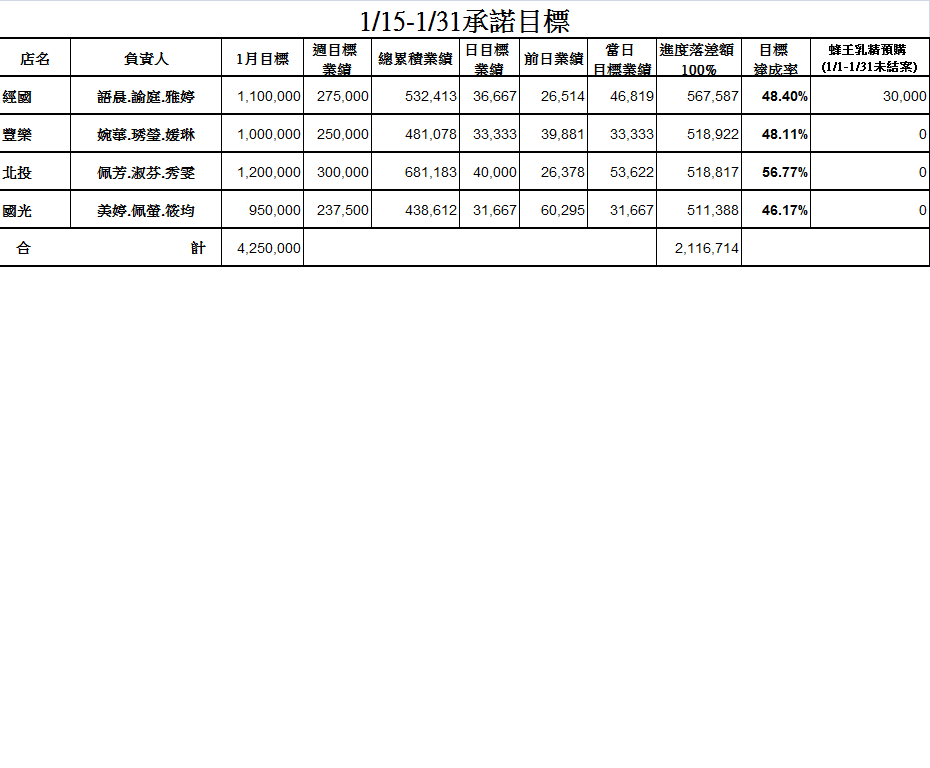 1/15-1/31承諾目標
店名 負責人 1月目標 週目標業績 總累積業績 日目標業績 前日業績 當日目標業績 進度落差額100% 目標達成率 蜂王乳精預購(1/1-1/31未結案)
經國 語晨.諭庭.雅婷 1,100,000 275,000 532,413 36,667 26,514 46,819 567,587 48.40% 30,000
豐樂 婉華.琇瑩.媛琳 1,000,000 250,000 481,078 33,333 39,881 33,333 518,922 48.11% 0
北投 佩芳.淑芬.秀雯 1,200,000 300,000 681,183 40,000 26,378 53,622 518,817 56.77% 0
國光 美婷.佩螢.筱均 950,000 237,500 438,612 31,667 60,295 31,667 511,388 46.17% 0
合計 4,250,000 2,116,714